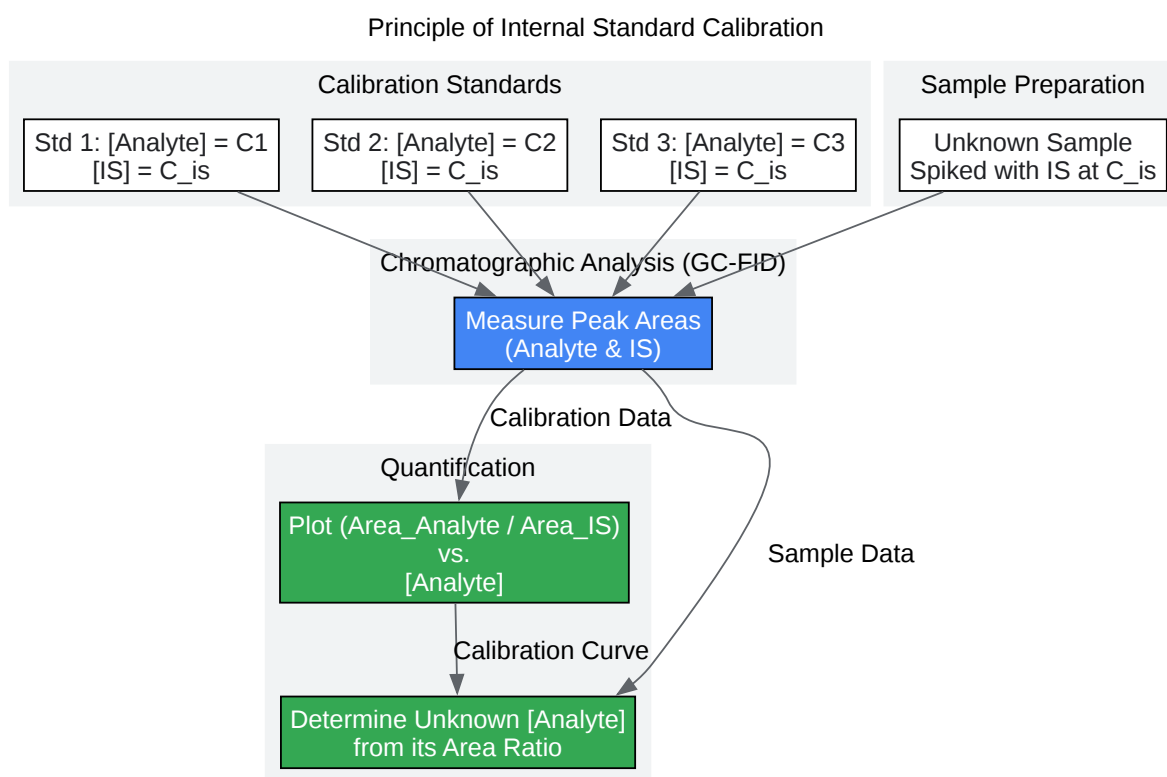 Principle of Internal Standard Calibration
Calibration Standards
Sample Preparation
Std 1: [Analyte] = C1
[IS] = C_is
Std 2: [Analyte] = C2
[IS] = C_is
Std 3: [Analyte] = C3
[IS] = C_is
Unknown Sample
Spiked with IS at C_is
Chromatographic Analysis (GC-FID)
Measure Peak Areas
(Analyte & IS)
Calibration Data
Quantification
Plot (Area_Analyte / Area_IS)
vs.
[Analyte]
Sample Data
Calibration Curve
Determine Unknown [Analyte]
from its Area Ratio